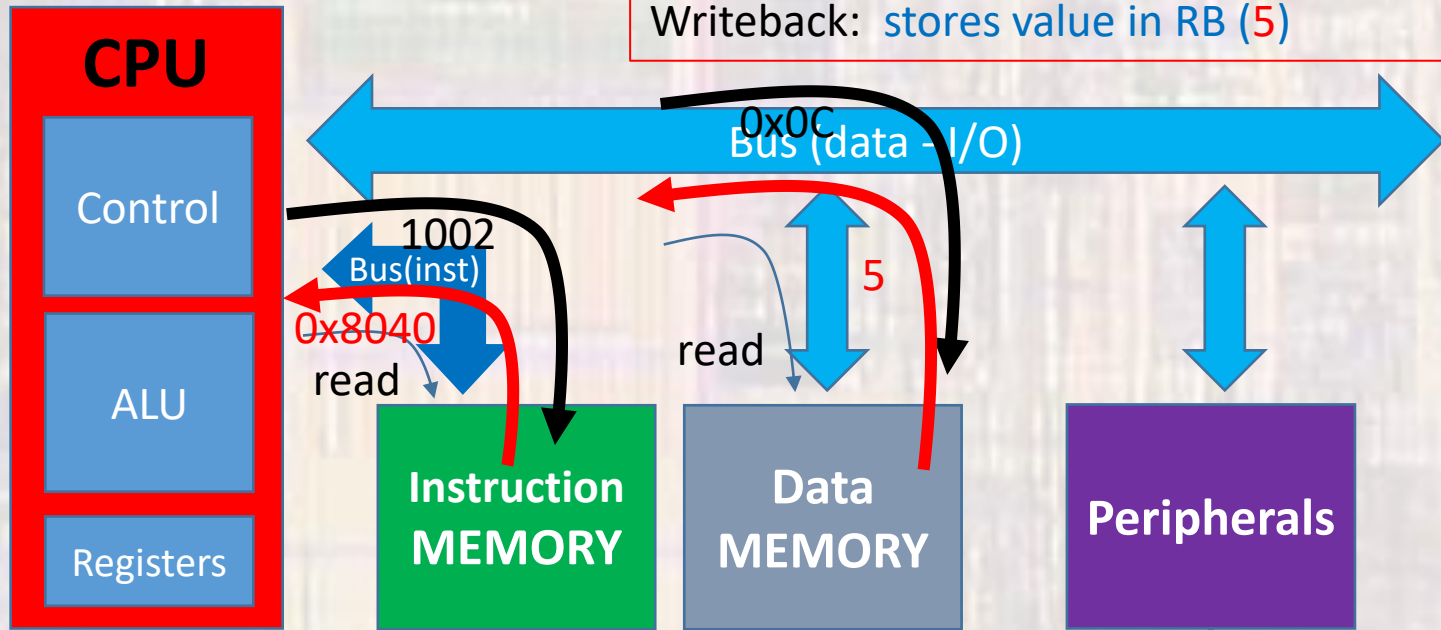 Writeback: stores value in RB (5)
CPU
Control
ALU
Registers
0x0C
Bus (data - I/O)
1002
Bus(inst)
0x8040
read
5
read
Instruction
MEMORY
Data
MEMORY
Peripherals